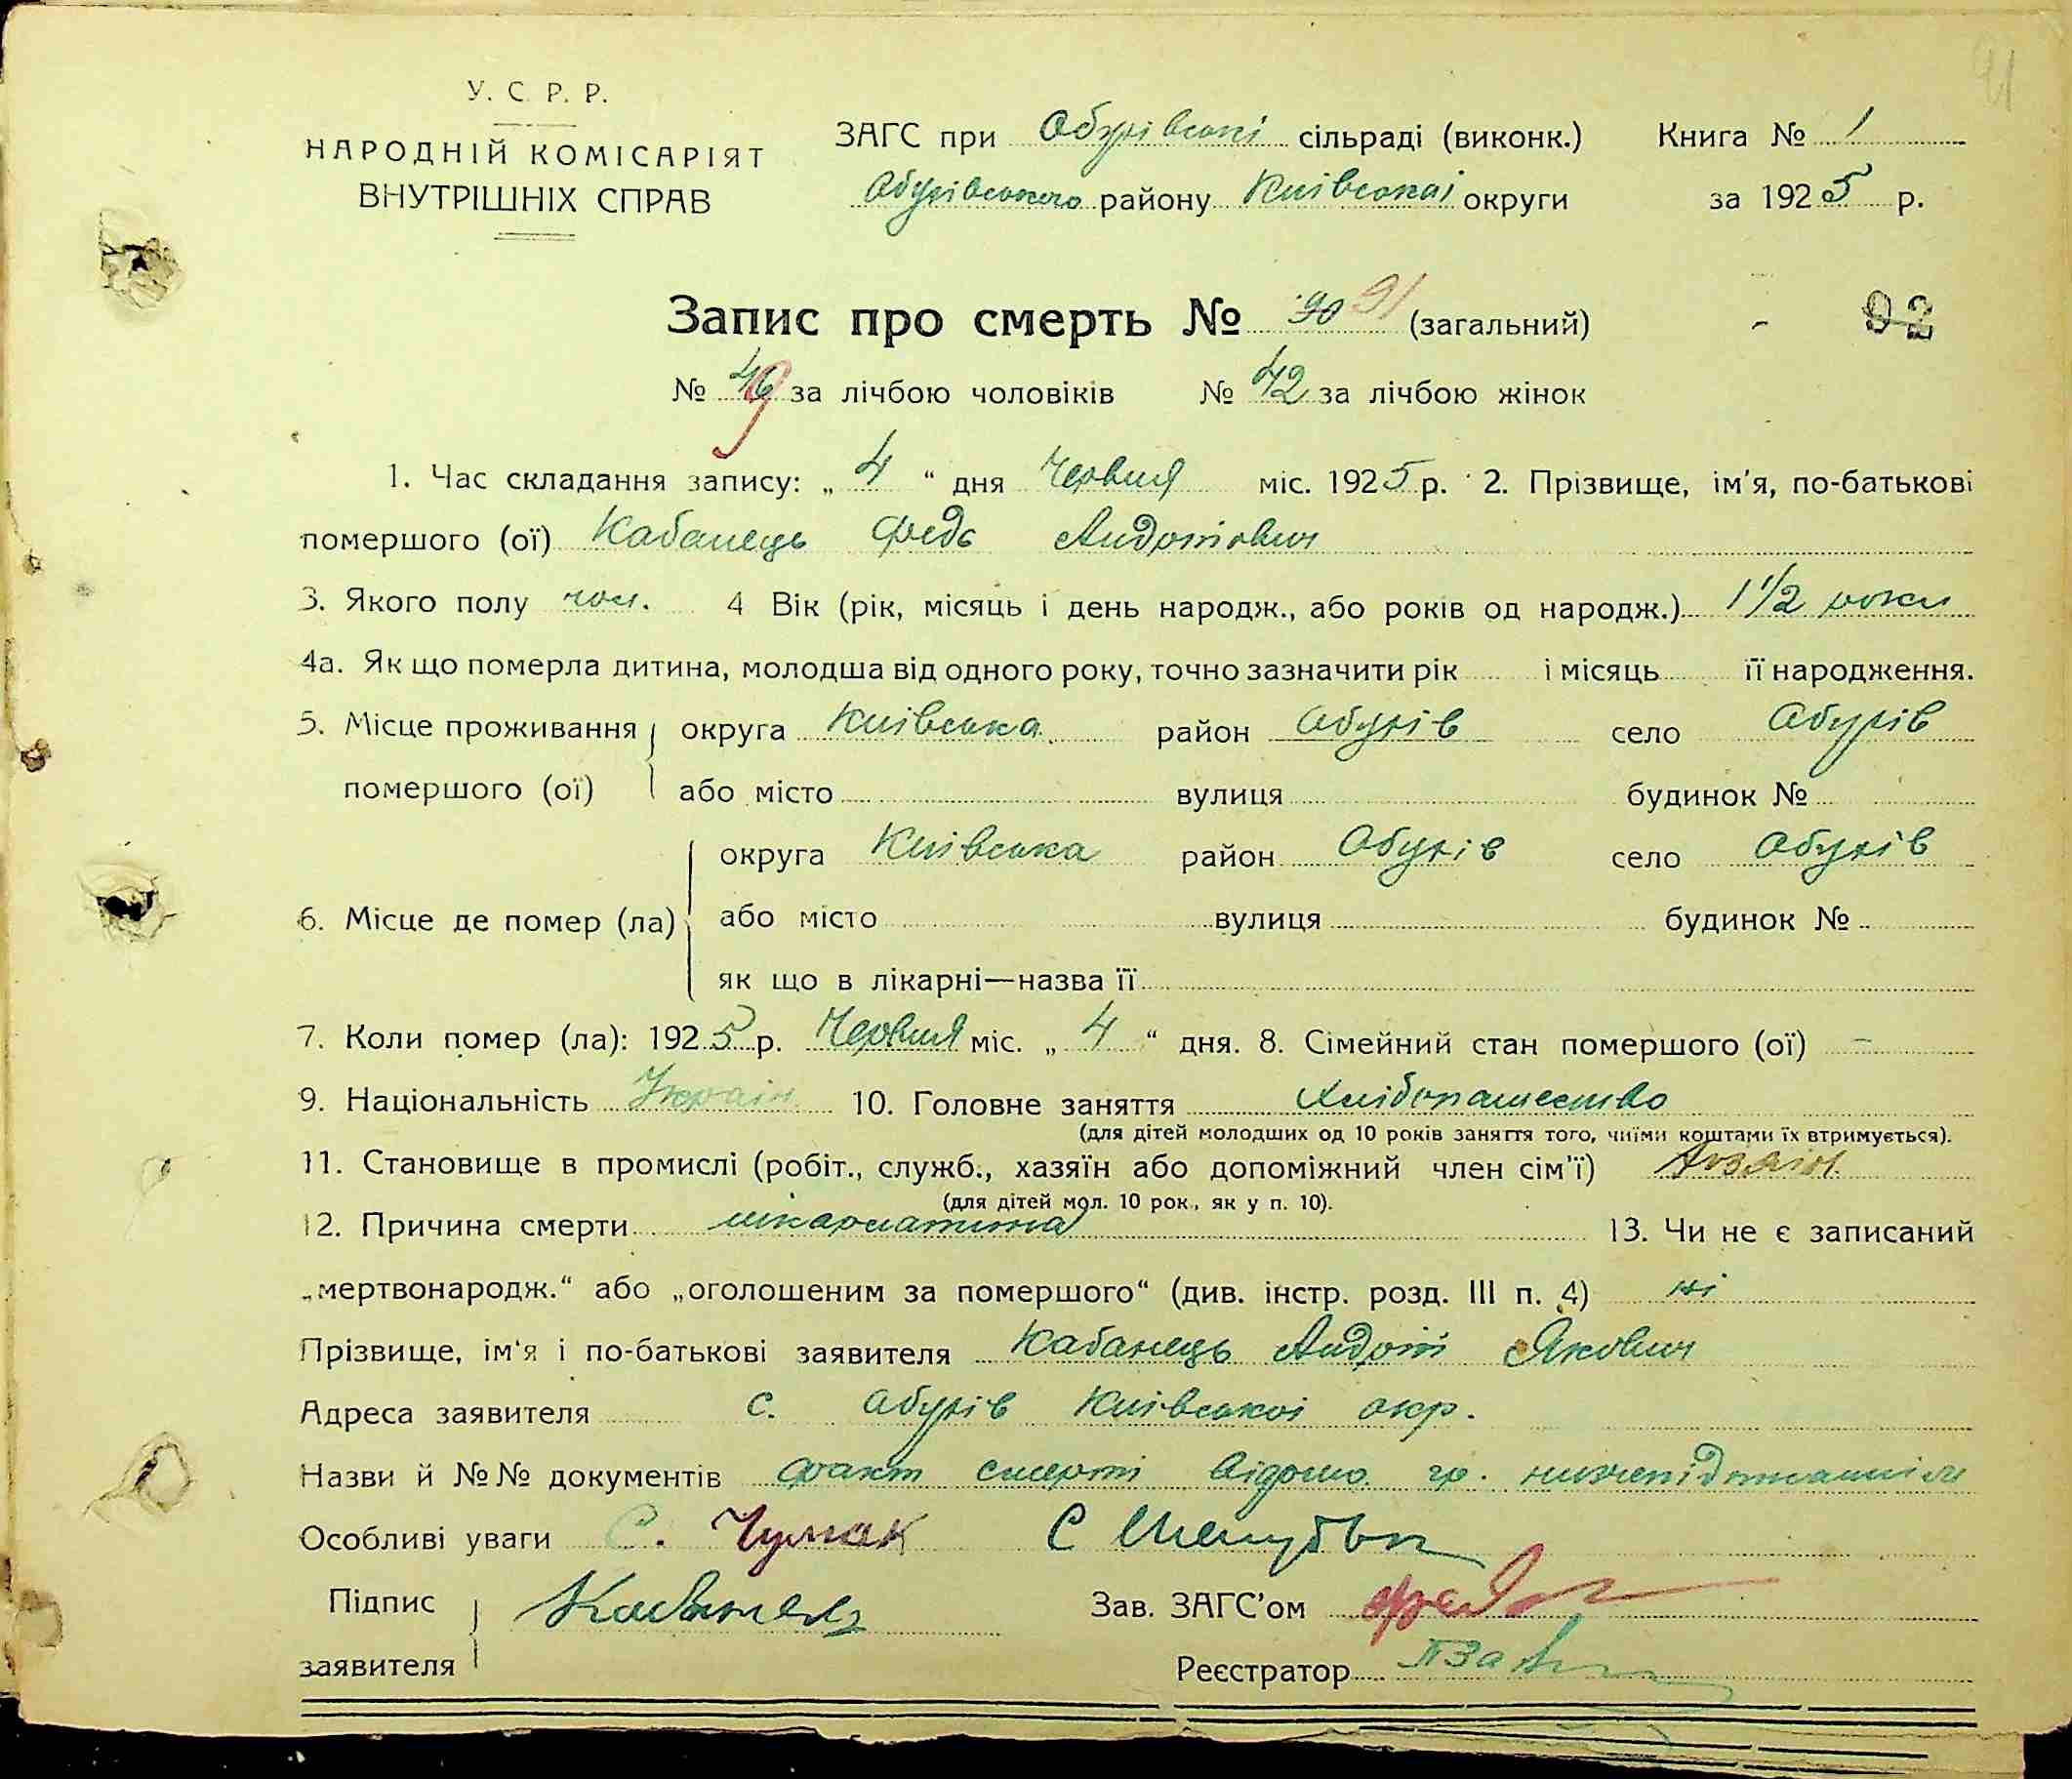 91
У. С. Р. Р.
НАРОДНІЙ КОМІСАРІЯТ
ВНУТРІШНІХ СПРАВ
ЗАГС при Обухівській сільраді (виконк.) Книга № 1
Обухівського району Київської округи за 1925 р.
Запис про смерть № 90 91 (загальний) 92
№ 46 9 за лічбою чоловіків № 42 за лічбою жінок
1. Час складання запису: „ 4 “ дня Червня міс. 1925 р. 2. Прізвище, ім'я, по-батькові
помершого (ої) Кабанець Федь Андрійович
3. Якого полу чол. 4 Вік (рік, місяць і день народж., або років од народж.) 1 1/2 роки
4а. Як що померла дитина, молодша від одного року, точно зазначити рік і місяць її народження.
5. Місце проживання округа Київська район Обухів село Обухів
помершого (ої) або місто вулиця будинок №
округа Київська район Обухів село Обухів
6. Місце де помер (ла) або місто вулиця будинок №
як що в лікарні—назва її
7. Коли помер (ла): 1925 р. Червня міс. „ 4 “ дня. 8. Сімейний стан помершого (ої) -
9. Національність Україн. 10. Головне заняття Хлібопашество
(для дітей молодших од 10 років заняття того, чиїми коштами їх втримується).
11. Становище в промислі (робіт., служб., хазяїн або допоміжний член сім'ї) Хазяїн
(для дітей мол. 10 рок., як у п. 10).
12. Причина смерти шкарлатина 13. Чи не є записаний
„мертвонародж.“ або „оголошеним за помершого“ (див. інстр. розд. III п. 4) ні
Прізвище, ім'я і по-батькові заявителя Кабанець Андрій Якович
Адреса заявителя с. Обухів Київської окр.
Назви й №№ документів факт смерті відомо гр. нижчепідписаним
Особливі уваги С. Чумак С
Підпис Кабанець Зав. ЗАГС'ом
заявителя Реєстратор